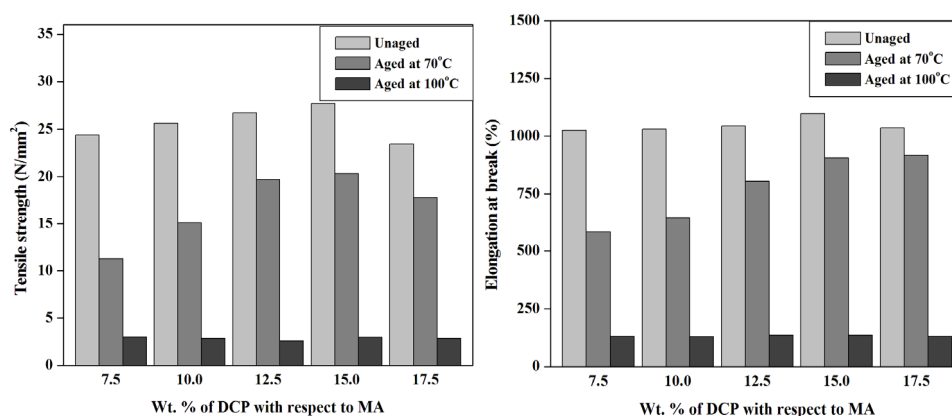 35
30
25
20
15
10
5
0
Tensile strength (N/mm²)
Unaged
Aged at 70°C
Aged at 100°C
7.5 10.0 12.5 15.0 17.5
Wt. % of DCP with respect to MA
1500
1250
1000
750
500
250
0
Elongation at break (%)
Unaged
Aged at 70°C
Aged at 100°C
7.5 10.0 12.5 15.0 17.5
Wt. % of DCP with respect to MA